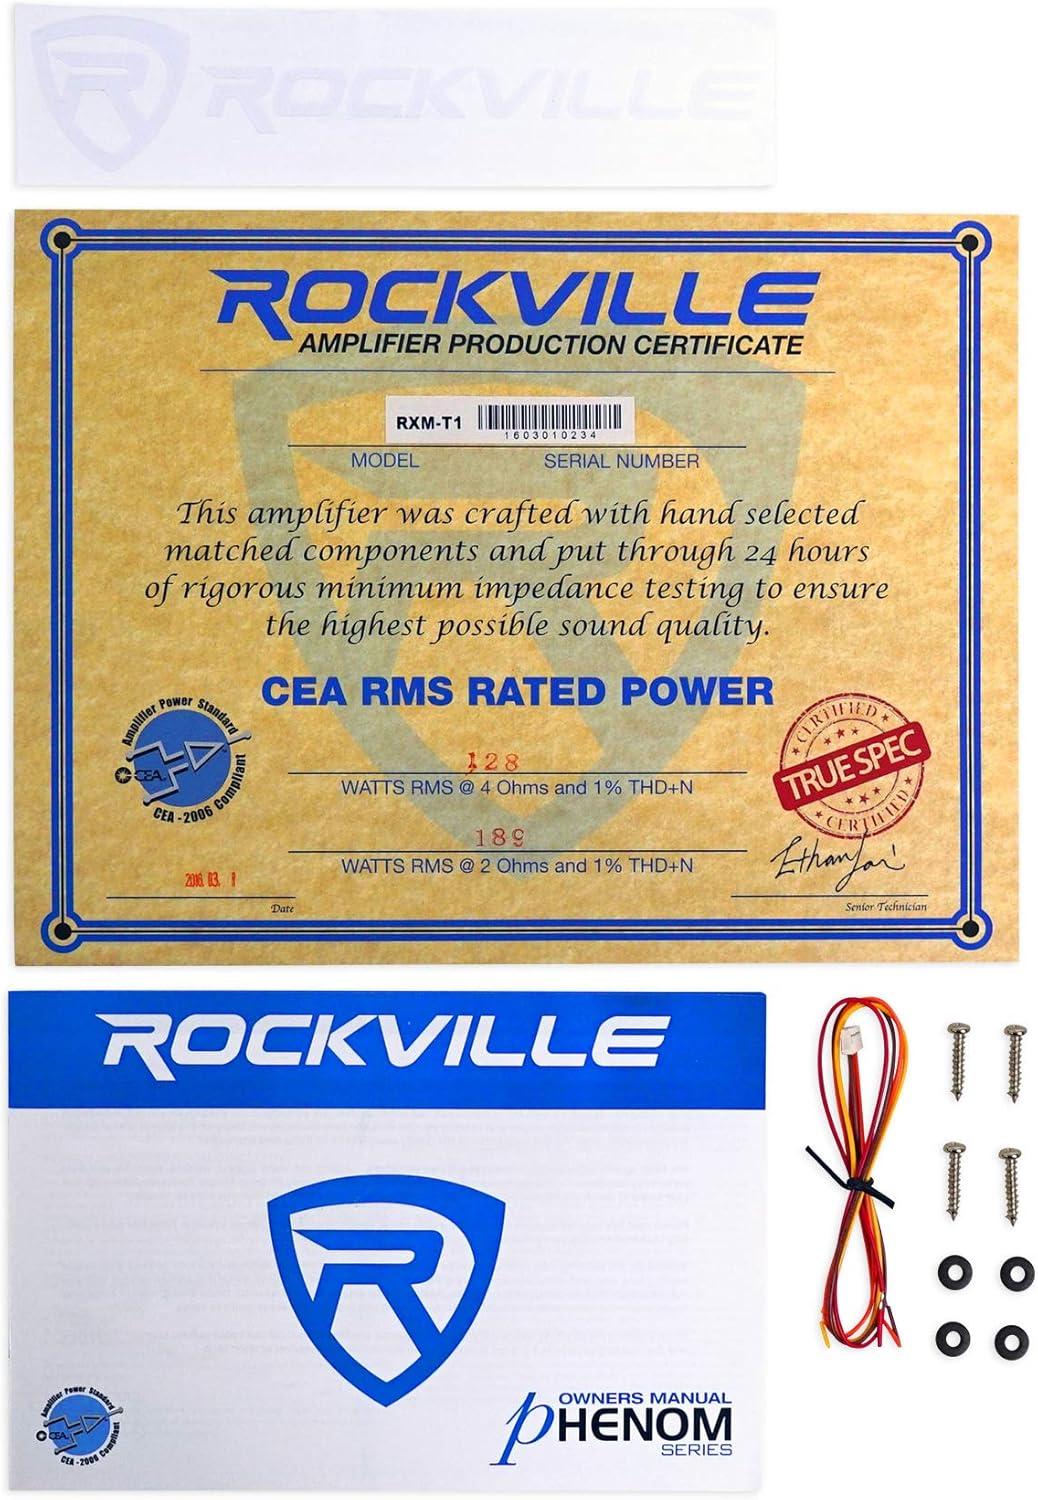 ROCKVILLE
ROCKVILLE
AMPLIFIER PRODUCTION CERTIFICATE
RXM-T1
1603010234
MODEL SERIAL NUMBER
This amplifier was crafted with hand selected
matched components and put through 24 hours
of rigorous minimum impedance testing to ensure
the highest possible sound quality.
CEA RMS RATED POWER
Amplifier Power Standard
CEA
CEA - 2006 Compliant
128
WATTS RMS @ 4 Ohms and 1% THD+N
189
WATTS RMS @ 2 Ohms and 1% THD+N
CERTIFIED
TRUE SPEC
CERTIFIED
2016. 03. 1
Date
Senior Technician
ROCKVILLE
Amplifier Power Standard
CEA
CEA - 2006 Compliant
OWNERS MANUAL
pHENOM
SERIES